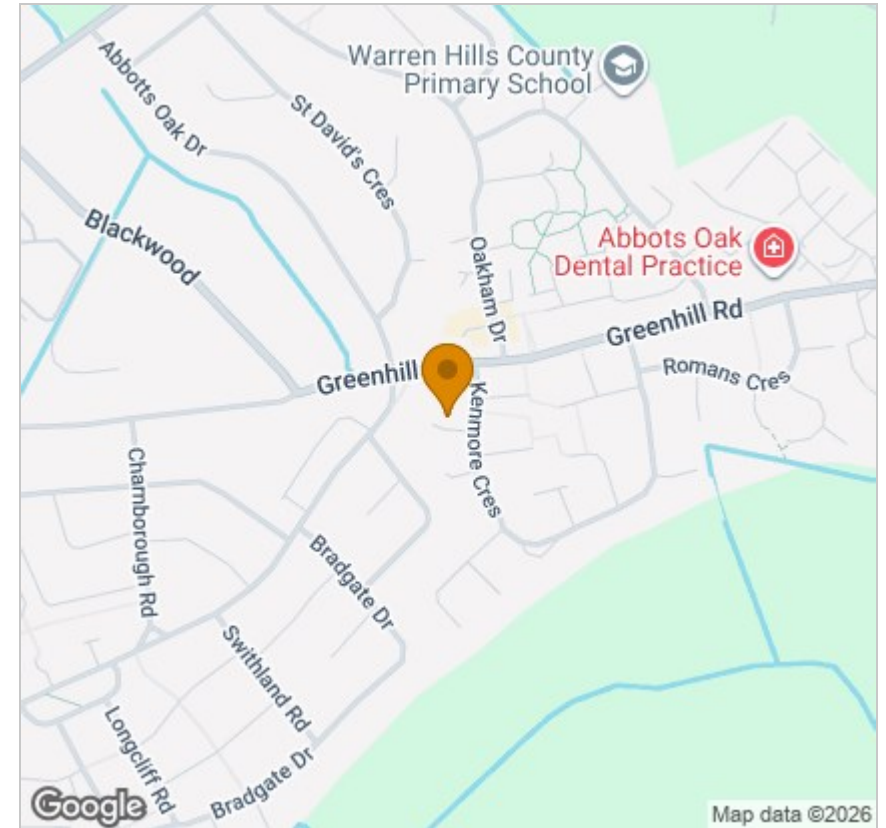 Warren Hills County
Primary School
Abbotts Oak Dr
St David's Cres
Blackwood
Oakham Dr
Abbots Oak
Dental Practice
Greenhill Rd
Greenhill
Romans Cres
Kenmore Cres
Charnborough Rd
Bradgate Dr
Swithland Rd
Longcliff Rd
Bradgate Dr
Google
Map data ©2026